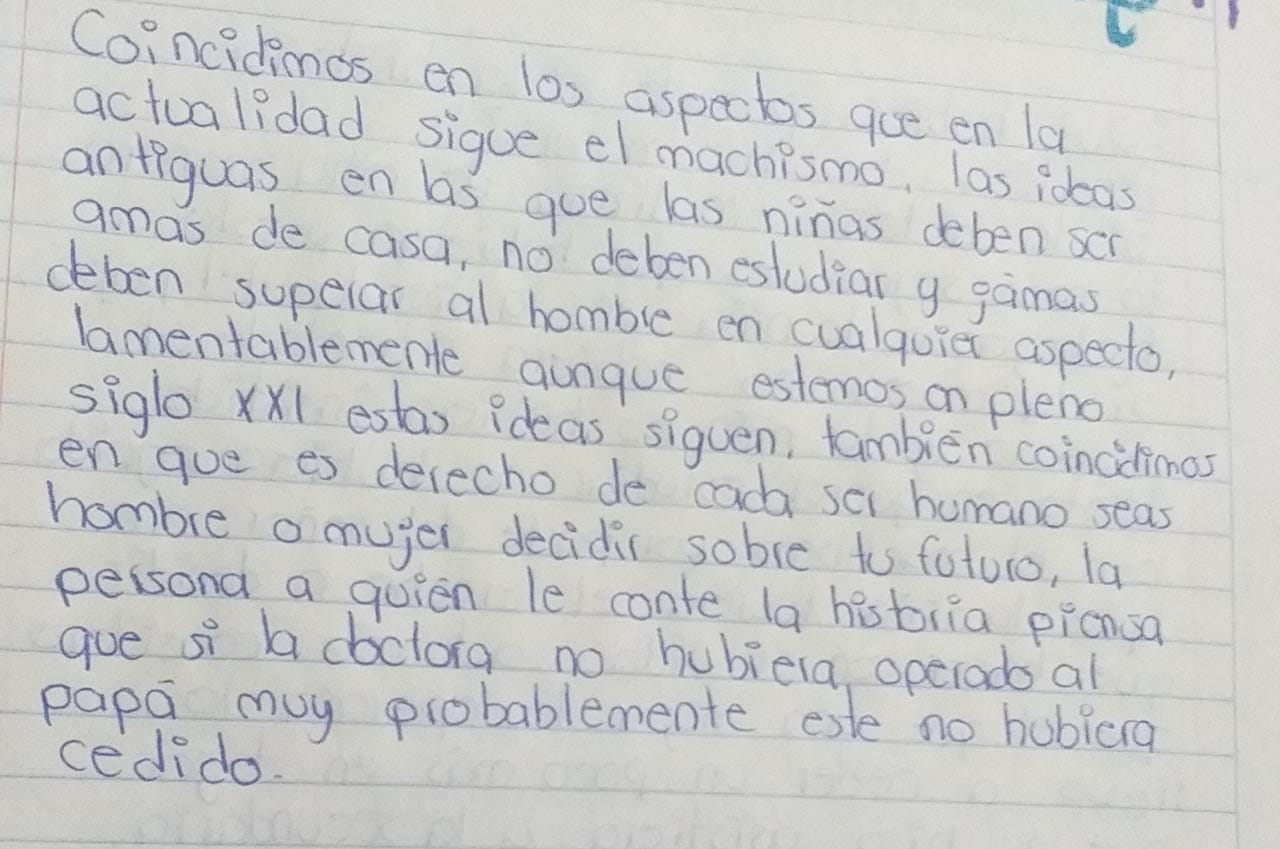 Coincidimos en los aspectos que en la
actualidad sigue el machismo, las ideas
antiguas en las que las niñas deben ser
amas de casa, no deben estudiar y gámas
deben superar al hombre en cualquier aspecto,
lamentablemente aunque estemos en pleno
siglo XXI estas ideas siguen, también coincidimos
en que es derecho de cada ser humano seas
hombre o mujer decidir sobre tu futuro, la
persona a quién le conte la historia piensa
que si la doctora no hubiera operado al
papá muy probablemente este no hubiera
cedido.